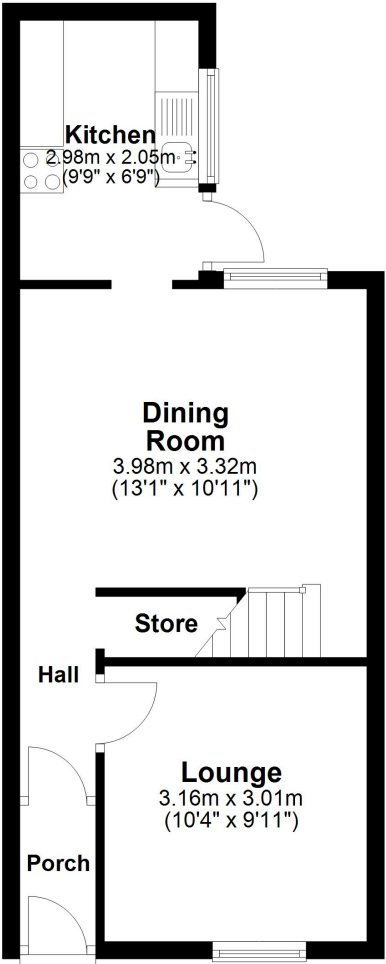 Kitchen
2.98m x 2.05m
(9'9" x 6'9")
Dining
Room
3.98m x 3.32m
(13'1" x 10'11")
Store
Hall
Lounge
3.16m x 3.01m
(10'4" x 9'11")
Porch